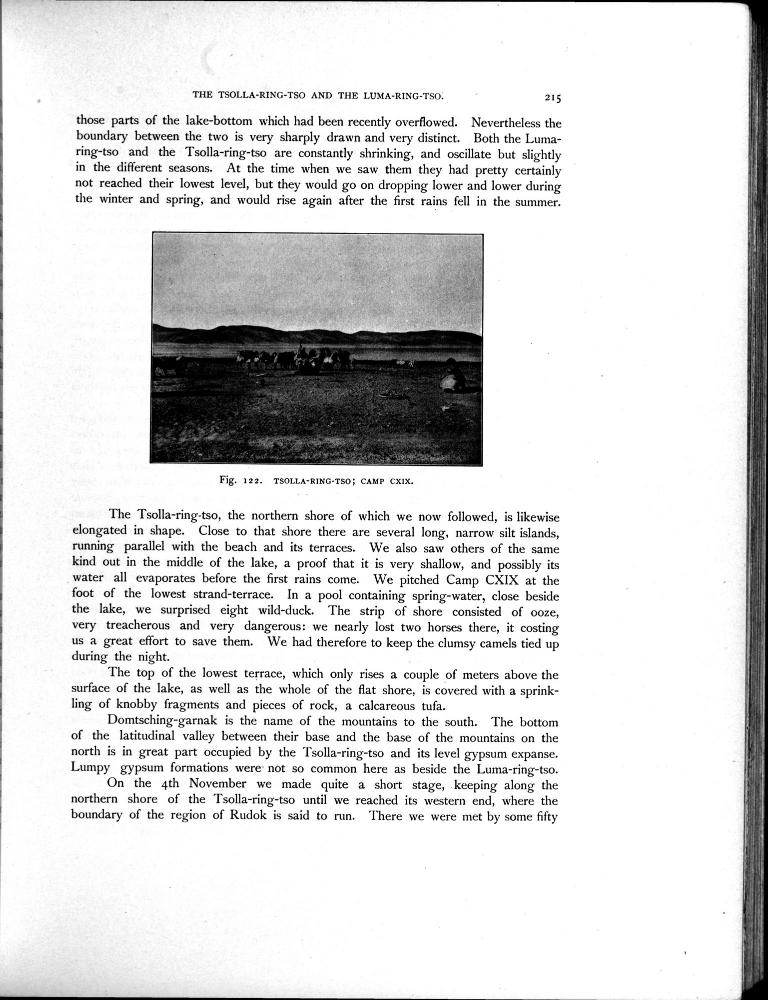 THE TSOLLA-RING-TSO AND THE LUMA-RING-TSO. 215
those parts of the lake-bottom which had been recently overflowed. Nevertheless the
boundary between the two is very sharply drawn and very distinct. Both the Luma-
ring-tso and the Tsolla-ring-tso are constantly shrinking, and oscillate but slightly
in the different seasons. At the time when we saw them they had pretty certainly
not reached their lowest level, but they would go on dropping lower and lower during
the winter and spring, and would rise again after the first rains fell in the summer.
Fig. 122. TSOLLA-RING-TSO; CAMP CXIX.
The Tsolla-ring-tso, the northern shore of which we now followed, is likewise
elongated in shape. Close to that shore there are several long, narrow silt islands,
running parallel with the beach and its terraces. We also saw others of the same
kind out in the middle of the lake, a proof that it is very shallow, and possibly its
water all evaporates before the first rains come. We pitched Camp CXIX at the
foot of the lowest strand-terrace. In a pool containing spring-water, close beside
the lake, we surprised eight wild-duck. The strip of shore consisted of ooze,
very treacherous and very dangerous: we nearly lost two horses there, it costing
us a great effort to save them. We had therefore to keep the clumsy camels tied up
during the night.
The top of the lowest terrace, which only rises a couple of meters above the
surface of the lake, as well as the whole of the flat shore, is covered with a sprink-
ling of knobby fragments and pieces of rock, a calcareous tufa.
Domtsching-garnak is the name of the mountains to the south. The bottom
of the latitudinal valley between their base and the base of the mountains on the
north is in great part occupied by the Tsolla-ring-tso and its level gypsum expanse.
Lumpy gypsum formations were not so common here as beside the Luma-ring-tso.
On the 4th November we made quite a short stage, keeping along the
northern shore of the Tsolla-ring-tso until we reached its western end, where the
boundary of the region of Rudok is said to run. There we were met by some fifty